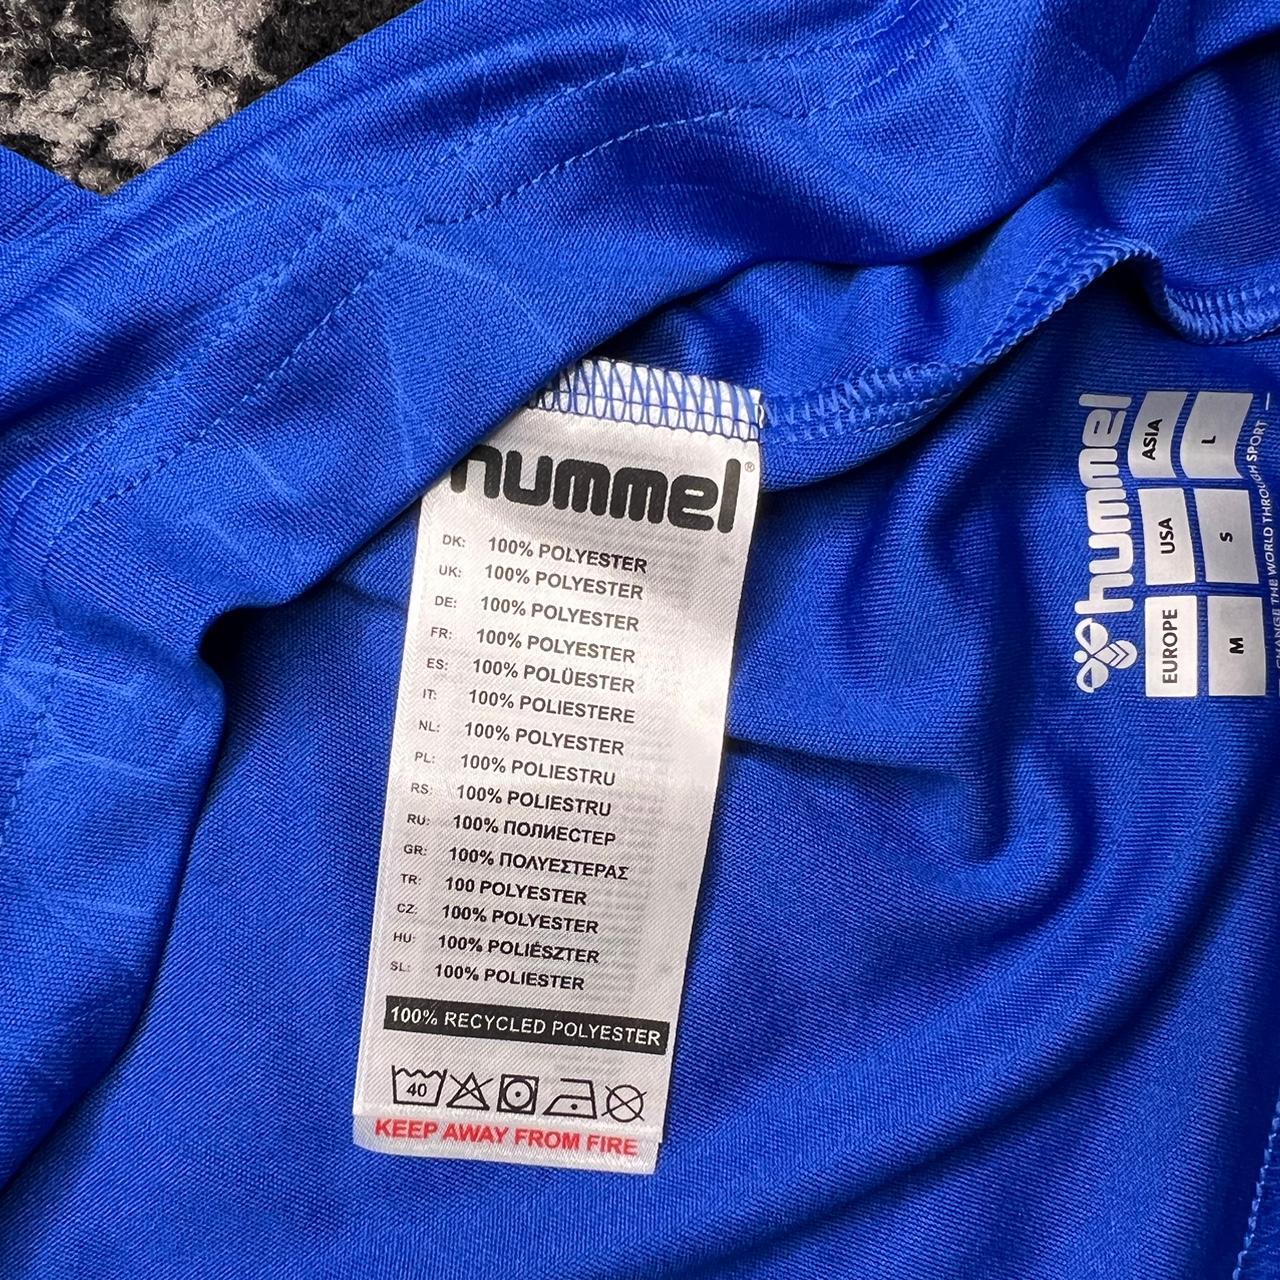 hummel®
DK: 100% POLYESTER
UK: 100% POLYESTER
DE: 100% POLYESTER
FR: 100% POLYESTER
ES: 100% POLÜESTER
IT: 100% POLIESTERE
NL: 100% POLYESTER
PL: 100% POLIESTRU
RS: 100% POLIESTRU
RU: 100% ПОЛИЕСТЕР
GR: 100% ΠΟΛΥΕΣΤΕΡΑΣ
TR: 100 POLYESTER
CZ: 100% POLYESTER
HU: 100% POLIÉSZTER
SL: 100% POLIESTER
100% RECYCLED POLYESTER
40
KEEP AWAY FROM FIRE
hummel
EUROPE USA ASIA
M S L
THE WORLD THROUGH SPORT